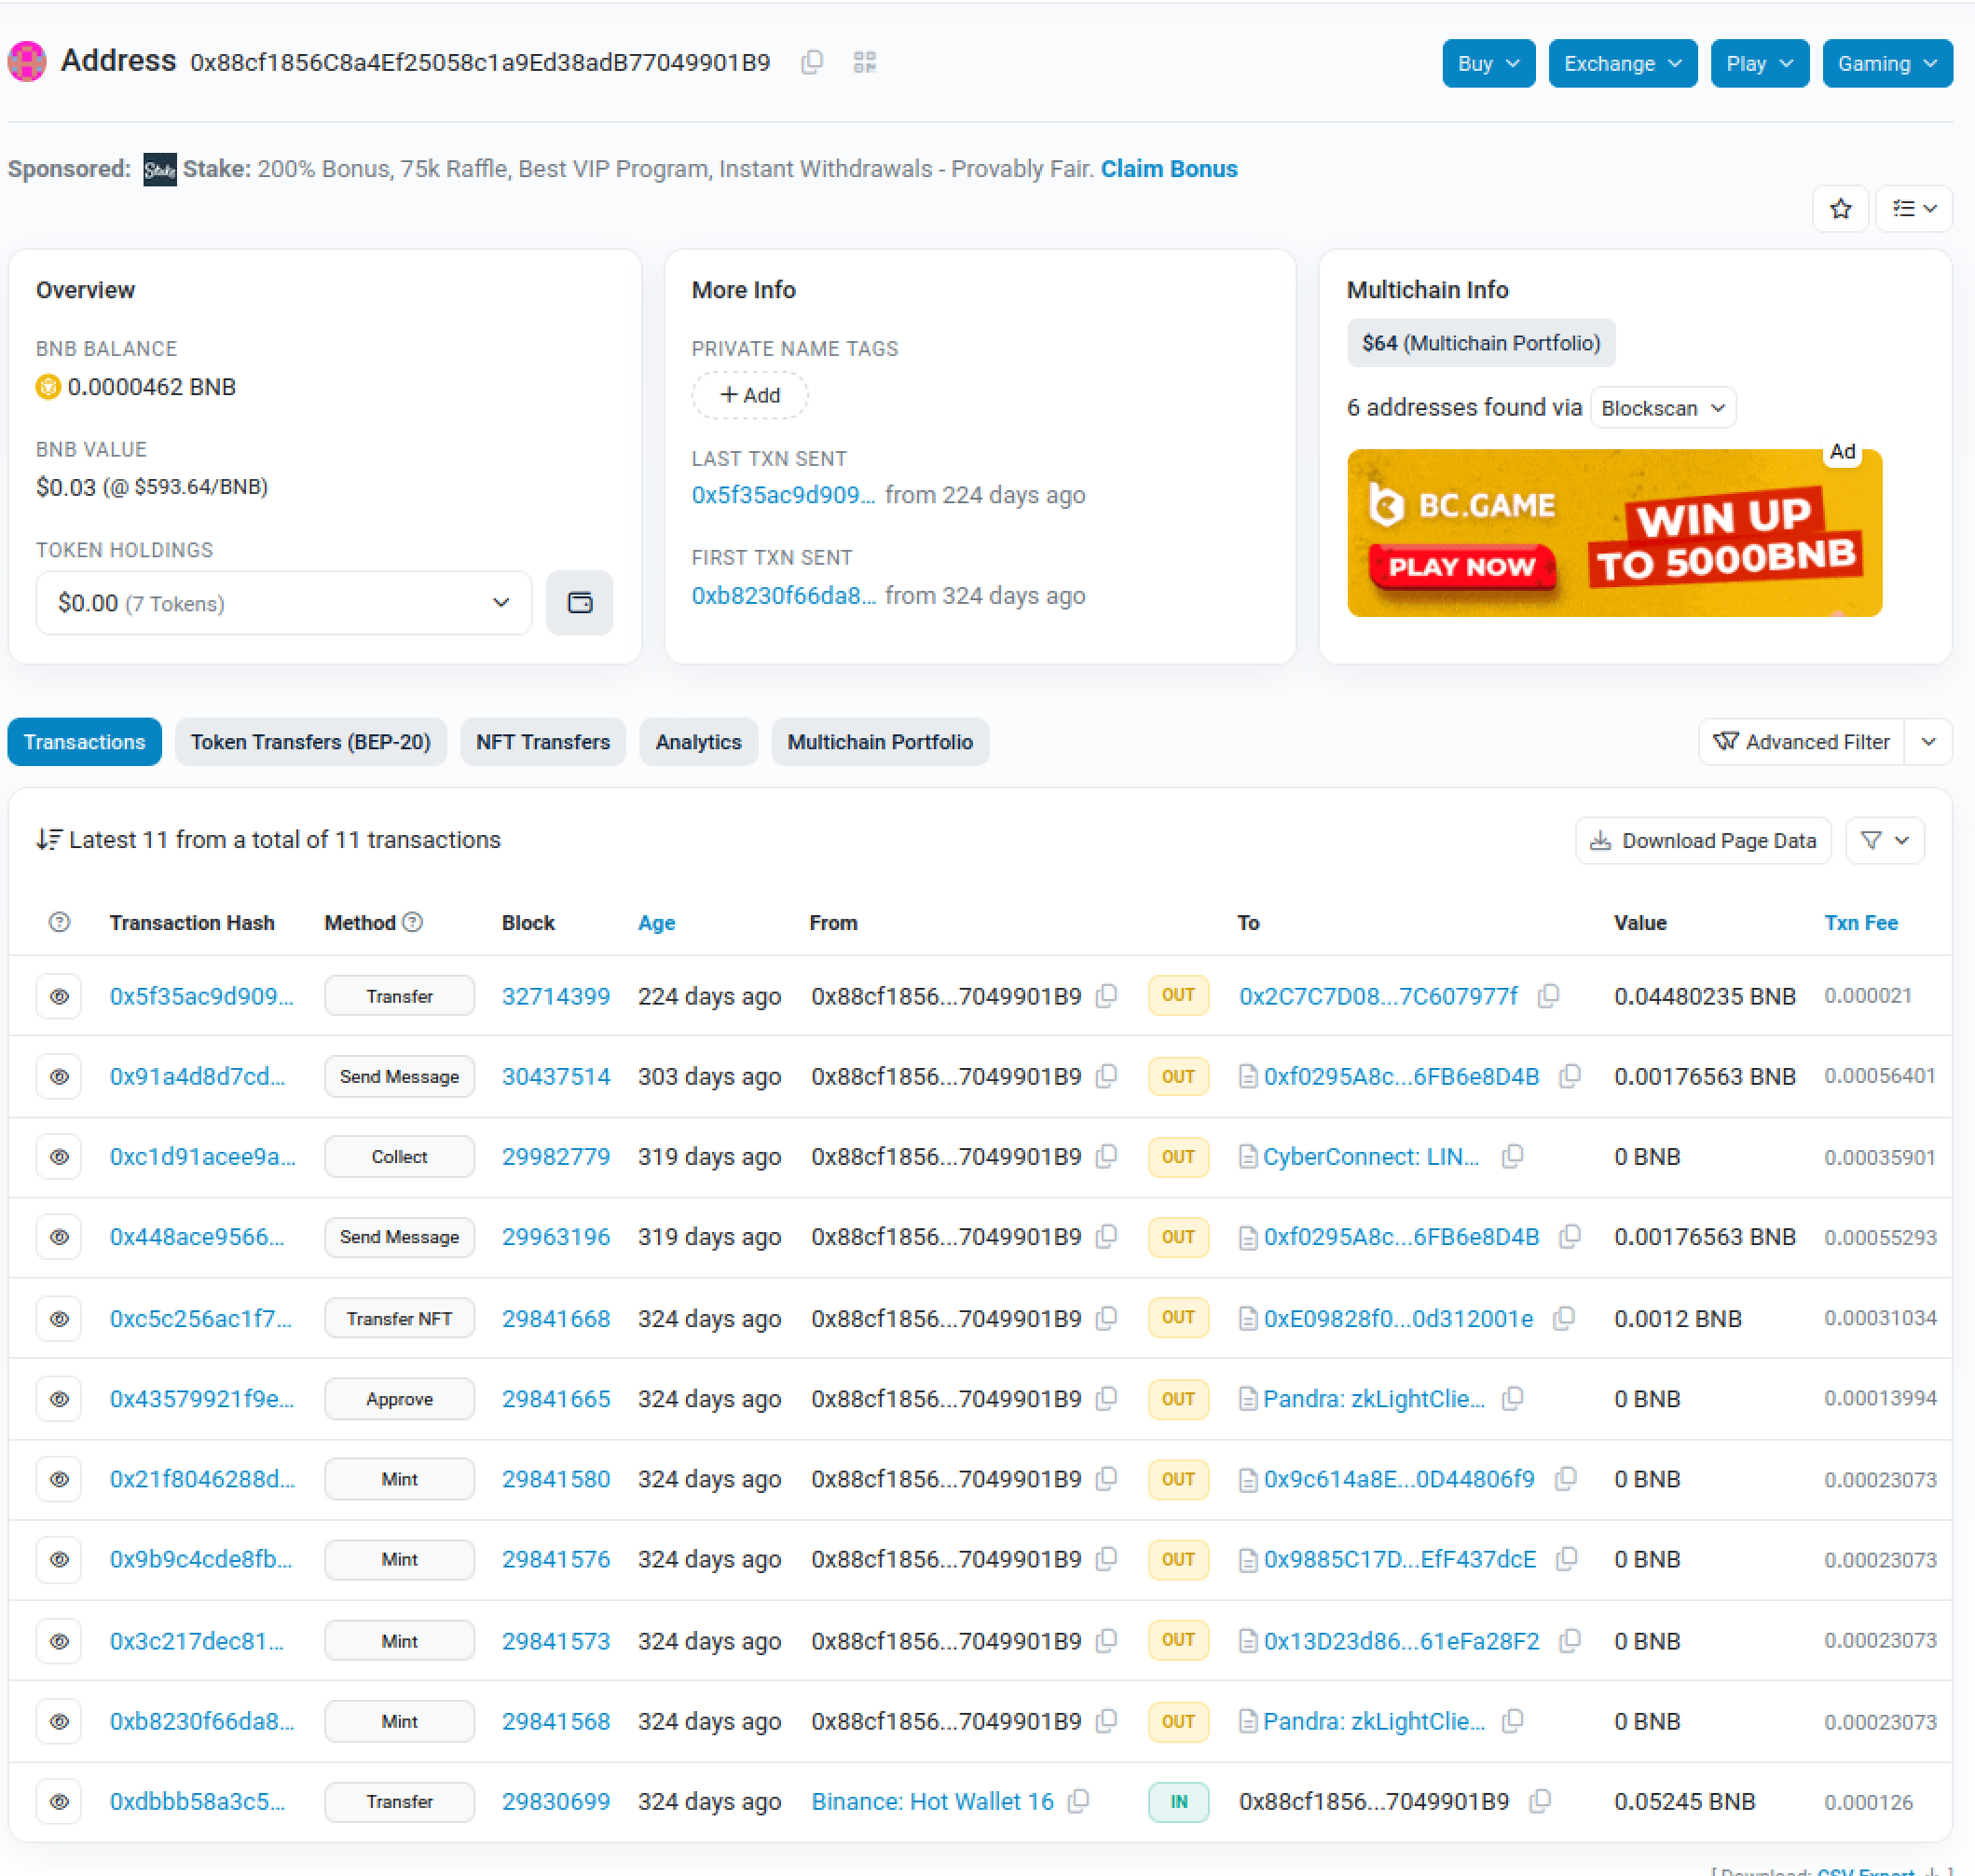 Address 0x88cf1856C8a4Ef25058c1a9Ed38adB77049901B9
Buy Exchange Play Gaming
Sponsored: Stake Stake: 200% Bonus, 75k Raffle, Best VIP Program, Instant Withdrawals - Provably Fair. Claim Bonus
Overview
BNB BALANCE
0.0000462 BNB
BNB VALUE
$0.03 (@ $593.64/BNB)
TOKEN HOLDINGS
$0.00 (7 Tokens)
More Info
PRIVATE NAME TAGS
+ Add
LAST TXN SENT
0x5f35ac9d909... from 224 days ago
FIRST TXN SENT
0xb8230f66da8... from 324 days ago
Multichain Info
$64 (Multichain Portfolio)
6 addresses found via Blockscan
Ad
BC.GAME
PLAY NOW
WIN UP
TO 5000BNB
Transactions Token Transfers (BEP-20) NFT Transfers Analytics Multichain Portfolio Advanced Filter
Latest 11 from a total of 11 transactions Download Page Data
Transaction Hash Method Block Age From To Value Txn Fee
0x5f35ac9d909... Transfer 32714399 224 days ago 0x88cf1856...7049901B9 OUT 0x2C7C7D08...7C607977f 0.04480235 BNB 0.000021
0x91a4d8d7cd... Send Message 30437514 303 days ago 0x88cf1856...7049901B9 OUT 0xf0295A8c...6FB6e8D4B 0.00176563 BNB 0.00056401
0xc1d91acee9a... Collect 29982779 319 days ago 0x88cf1856...7049901B9 OUT CyberConnect: LIN... 0 BNB 0.00035901
0x448ace9566... Send Message 29963196 319 days ago 0x88cf1856...7049901B9 OUT 0xf0295A8c...6FB6e8D4B 0.00176563 BNB 0.00055293
0xc5c256ac1f7... Transfer NFT 29841668 324 days ago 0x88cf1856...7049901B9 OUT 0xE09828f0...0d312001e 0.0012 BNB 0.00031034
0x43579921f9e... Approve 29841665 324 days ago 0x88cf1856...7049901B9 OUT Pandra: zkLightClie... 0 BNB 0.00013994
0x21f8046288d... Mint 29841580 324 days ago 0x88cf1856...7049901B9 OUT 0x9c614a8E...0D44806f9 0 BNB 0.00023073
0x9b9c4cde8fb... Mint 29841576 324 days ago 0x88cf1856...7049901B9 OUT 0x9885C17D...EfF437dcE 0 BNB 0.00023073
0x3c217dec81... Mint 29841573 324 days ago 0x88cf1856...7049901B9 OUT 0x13D23d86...61eFa28F2 0 BNB 0.00023073
0xb8230f66da8... Mint 29841568 324 days ago 0x88cf1856...7049901B9 OUT Pandra: zkLightClie... 0 BNB 0.00023073
0xdbbb58a3c5... Transfer 29830699 324 days ago Binance: Hot Wallet 16 IN 0x88cf1856...7049901B9 0.05245 BNB 0.000126
[ Download: CSV Export ]